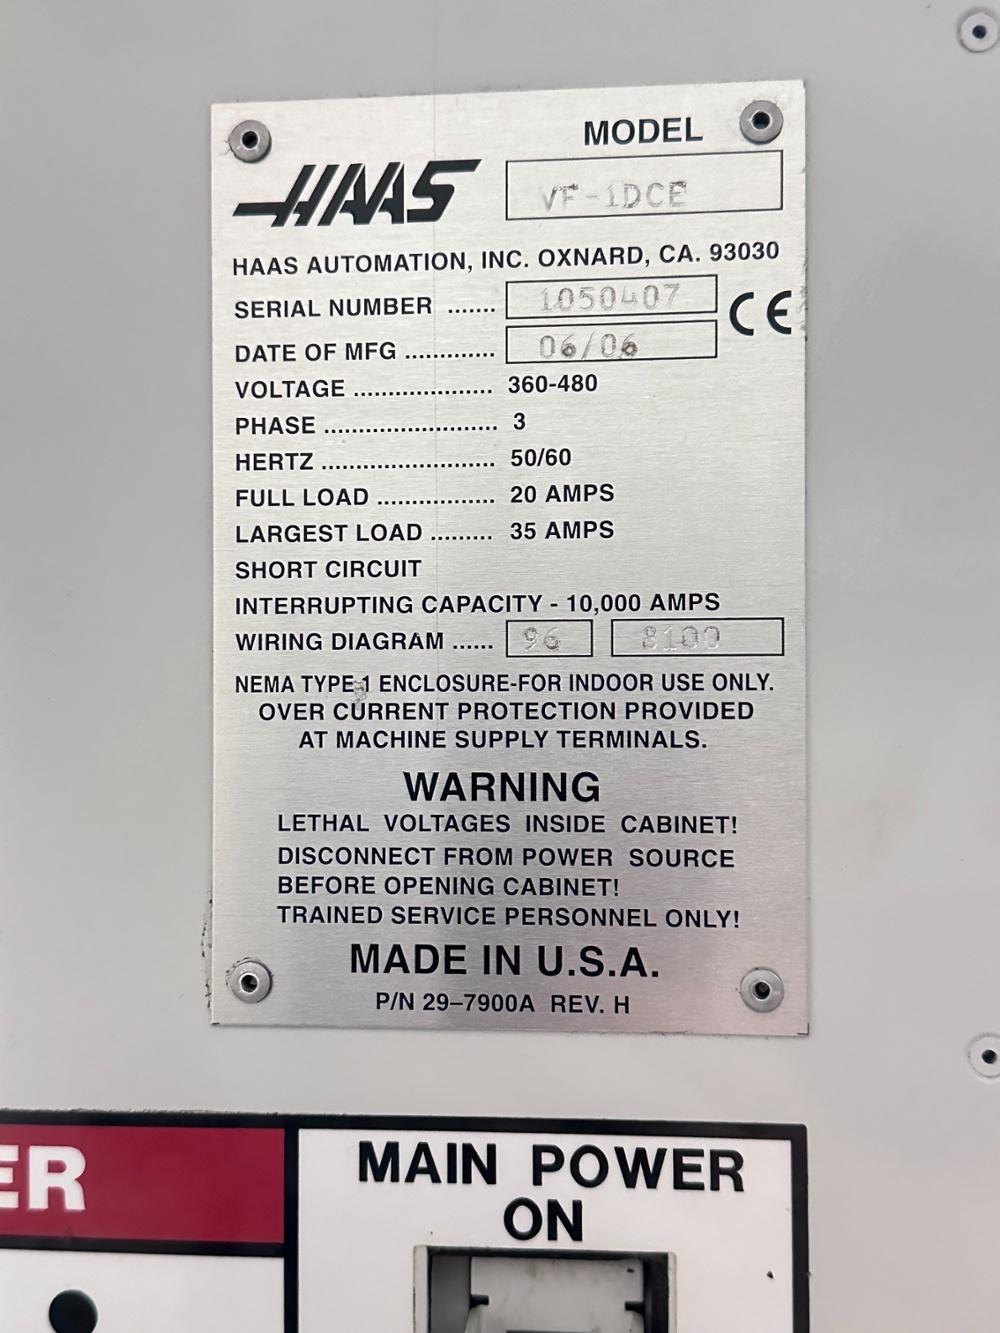 MODEL
HAAS VF-1DCE
HAAS AUTOMATION, INC. OXNARD, CA. 93030
SERIAL NUMBER ....... 1050407 CE
DATE OF MFG ............. 06/06
VOLTAGE .................... 360-480
PHASE ......................... 3
HERTZ ......................... 50/60
FULL LOAD ................. 20 AMPS
LARGEST LOAD ......... 35 AMPS
SHORT CIRCUIT
INTERRUPTING CAPACITY - 10,000 AMPS
WIRING DIAGRAM ...... 96 8100
NEMA TYPE 1 ENCLOSURE-FOR INDOOR USE ONLY.
OVER CURRENT PROTECTION PROVIDED
AT MACHINE SUPPLY TERMINALS.
WARNING
LETHAL VOLTAGES INSIDE CABINET!
DISCONNECT FROM POWER SOURCE
BEFORE OPENING CABINET!
TRAINED SERVICE PERSONNEL ONLY!
MADE IN U.S.A.
P/N 29–7900A REV. H
ER
MAIN POWER
ON